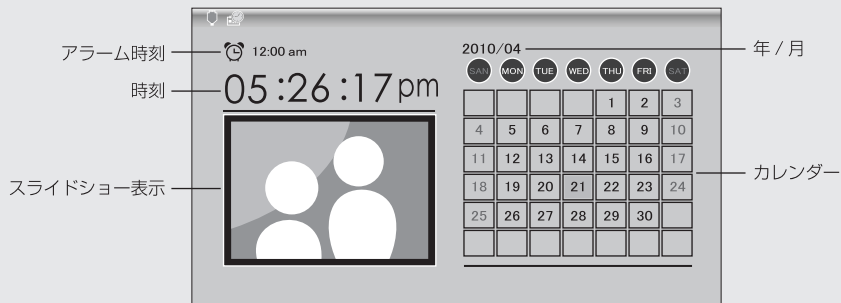 アラーム時刻
時刻
スライドショー表示
12:00 am
05:26:17pm
2010/04
SAN MON TUE WED THU FRI SAT
1 2 3
4 5 6 7 8 9 10
11 12 13 14 15 16 17
18 19 20 21 22 23 24
25 26 27 28 29 30
年 / 月
カレンダー